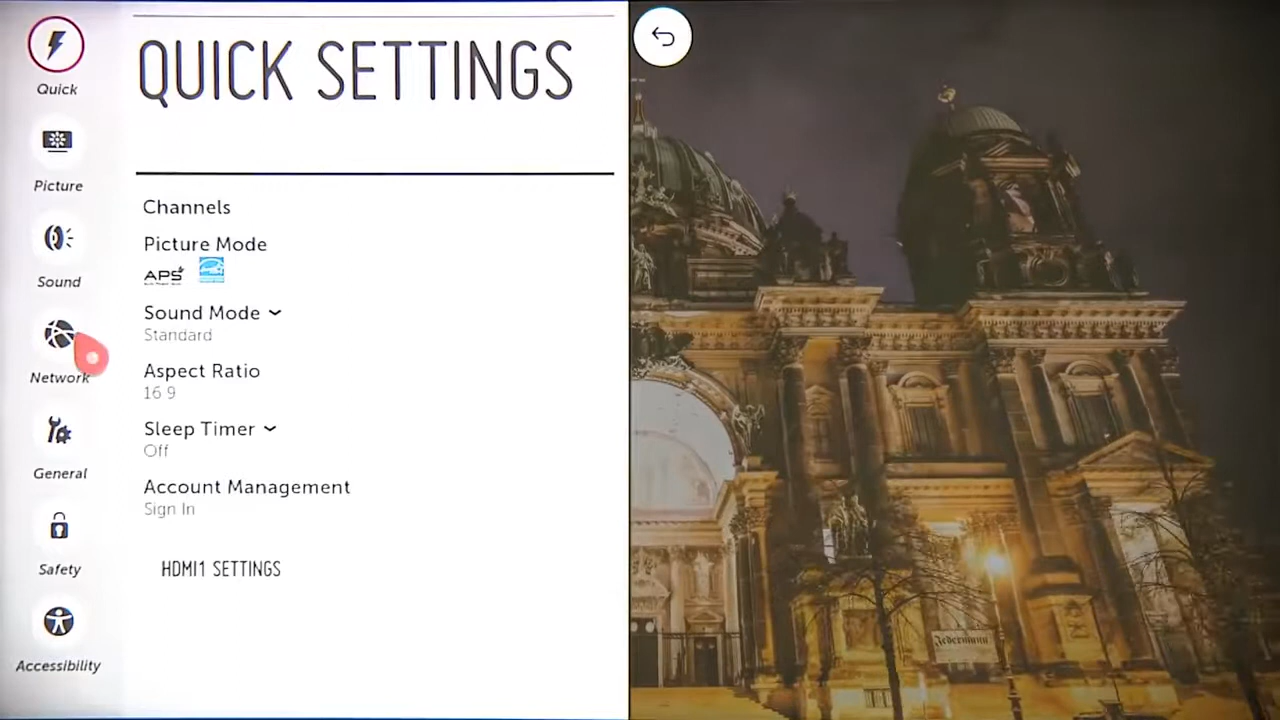 Quick
Picture
Sound
Network
General
Safety
Accessibility
QUICK SETTINGS
Channels
Picture Mode
APS
Sound Mode
Standard
Aspect Ratio
16 9
Sleep Timer
Off
Account Management
Sign In
HDMI1 SETTINGS
Jedermann